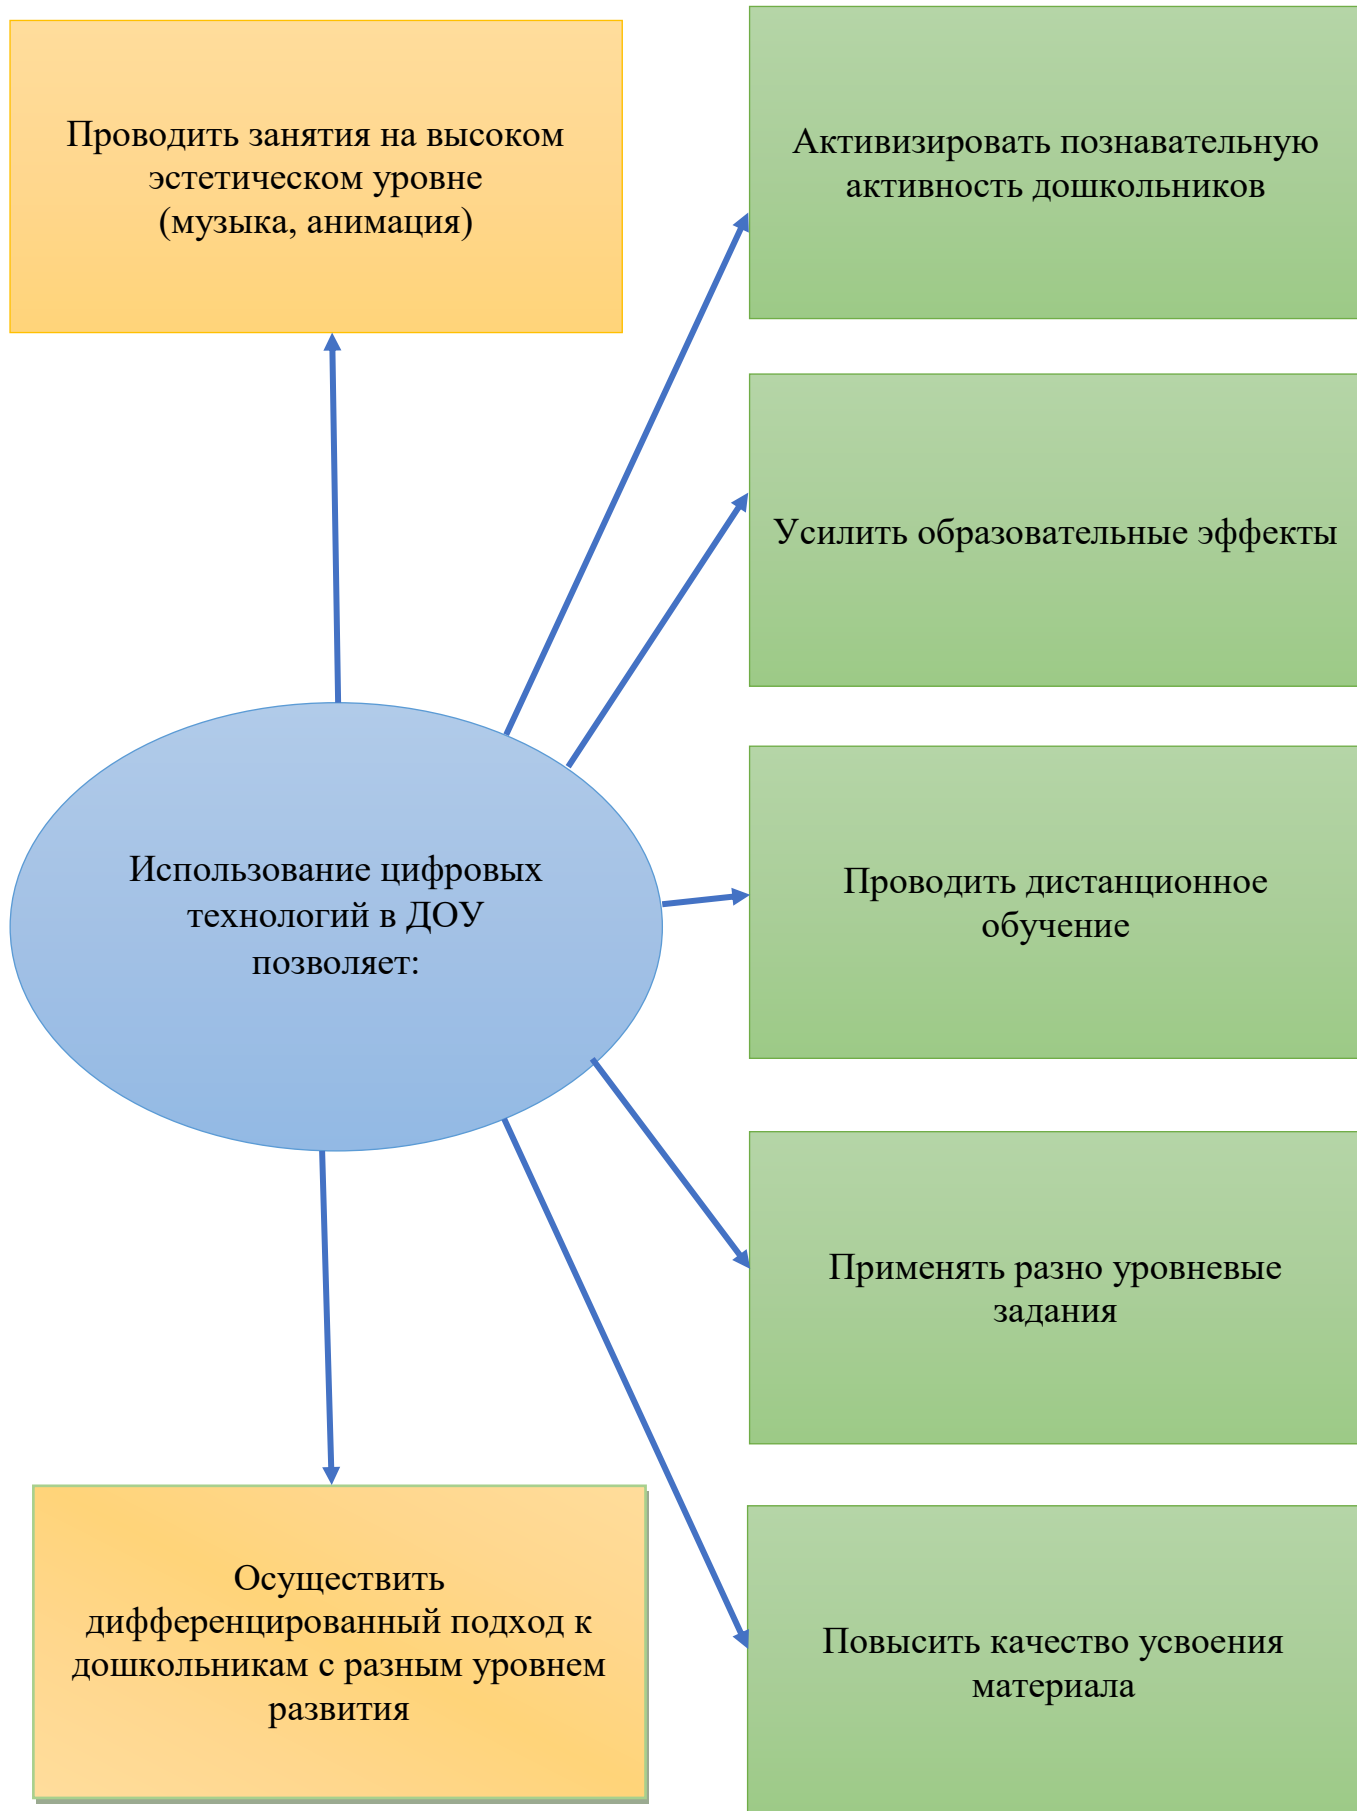 Проводить занятия на высоком
эстетическом уровне
(музыка, анимация)
Активизировать познавательную
активность дошкольников
Усилить образовательные эффекты
Использование цифровых
технологий в ДОУ
позволяет:
Проводить дистанционное
обучение
Применять разно уровневые
задания
Осуществить
дифференцированный подход к
дошкольникам с разным уровнем
развития
Повысить качество усвоения
материала